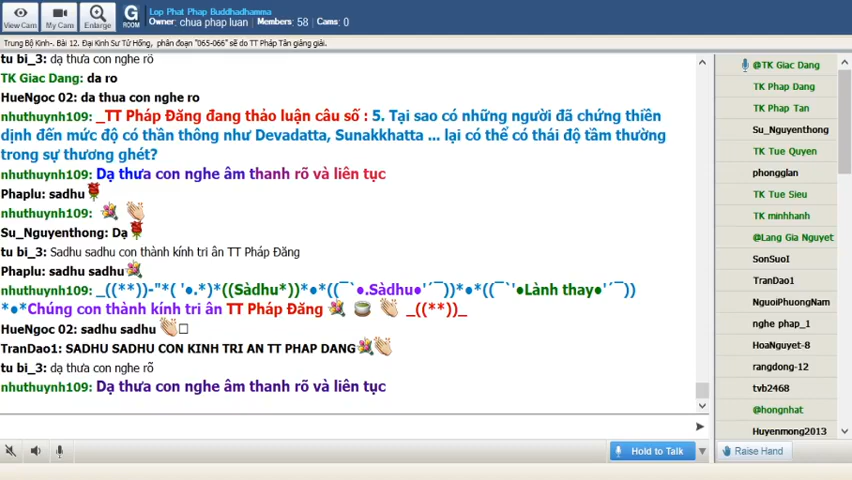 Lop Phat Phap Buddhadhamma
Owner: chua phap luan Members: 58 Cams: 0
View Cam
My Cam
Enlarge
G
ROOM
Trung Bộ Kinh-. Bài 12. Đại Kinh Sư Tử Hống, phân đoạn "065-066" sẽ do TT Pháp Tân giảng giải.
tu bi_3: dạ thưa con nghe rõ
TK Giac Dang: da ro
HueNgoc 02: da thua con nghe ro
nhuthuynh109: _TT Pháp Đăng đang thảo luận câu số : 5. Tại sao có những người đã chứng thiền
định đến mức độ có thần thông như Devadatta, Sunakkhatta ... lại có thể có thái độ tầm thường
trong sự thương ghét?
nhuthuynh109: Dạ thưa con nghe âm thanh rõ và liên tục
Phaplu: sadhu
nhuthuynh109:
Su_Nguyenthong: Dạ
tu bi_3: Sadhu sadhu con thành kính tri ân TT Pháp Đăng
Phaplu: sadhu sadhu
nhuthuynh109: _((**))-"*( '●.*)*((Sàdhu*))*●*((¯`●.Sàdhu●'´¯))*●*((¯`'●Lành thay●'´¯))
*●*Chúng con thành kính tri ân TT Pháp Đăng _((**))_
HueNgoc 02: sadhu sadhu
TranDao1: SADHU SADHU CON KINH TRI AN TT PHAP DANG
tu bi_3: dạ thưa con nghe rõ
nhuthuynh109: Dạ thưa con nghe âm thanh rõ và liên tục
Hold to Talk
Raise Hand
@TK Giac Dang
TK Phap Dang
TK Phap Tan
Su_Nguyenthong
TK Tue Quyen
phongglan
TK Tue Sieu
TK minhhanh
@Lang Gia Nguyet
SonSuoI
TranDao1
NguoiPhuongNam
nghe phap_1
HoaNguyet-8
rangdong-12
tvb2468
@hongnhat
Huyenmong2013